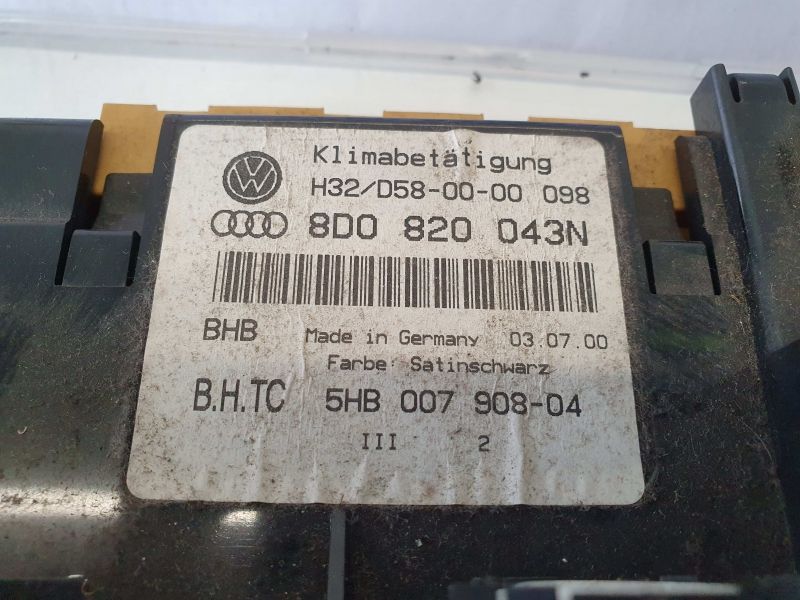 Klimabetätigung
H32/D58-00-00 098
8D0 820 043N
BHB Made in Germany 03.07.00
Farbe: Satinschwarz
B.H.TC 5HB 007 908-04
III 2